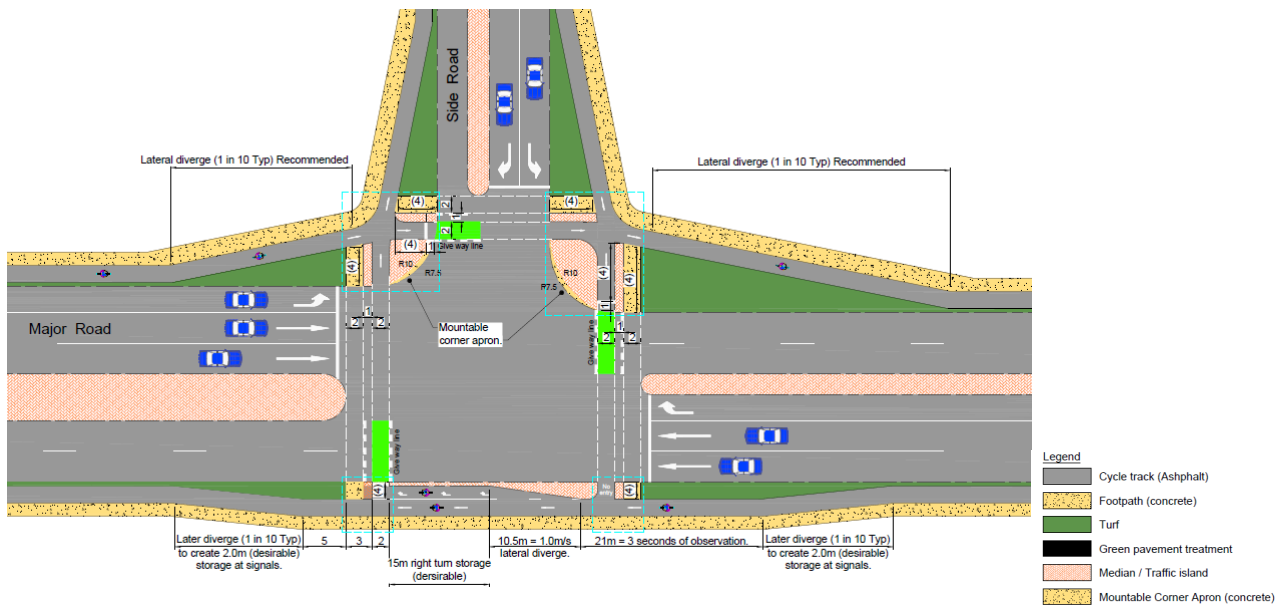 Side Road
Lateral diverge (1 in 10 Typ) Recommended
Lateral diverge (1 in 10 Typ) Recommended
(4)
2
(4)
1
2
(4)
1
Give way line
(4)
R10
R7.5
R10
R7.5
(4)
(4)
1
2
2
1
1
2
2
Major Road
Mountable
corner apron.
Give way line
Give way line
(4)
No
entry
(4)
Later diverge (1 in 10 Typ)
to create 2.0m (desirable)
storage at signals.
5
3
2
15m right turn storage
(dersirable)
10.5m = 1.0m/s
lateral diverge.
21m = 3 seconds of observation.
Later diverge (1 in 10 Typ)
to create 2.0m (desirable)
storage at signals.
Legend
Cycle track (Ashphalt)
Footpath (concrete)
Turf
Green pavement treatment
Median / Traffic island
Mountable Corner Apron (concrete)